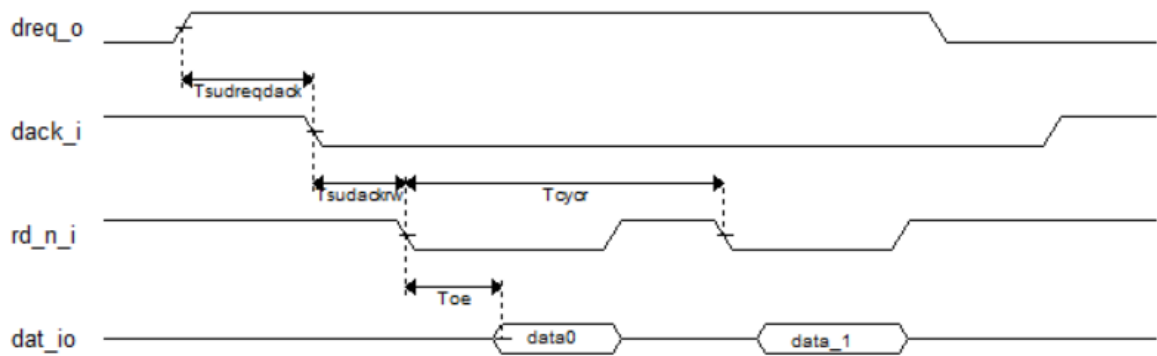 dreq_o
Tsudreqdack
dack_i
Tsudackrw Tcycr
rd_n_i
Toe
dat_io data0 data_1